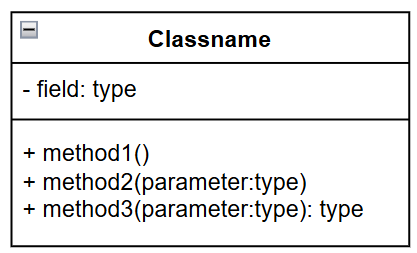 Classname
- field: type
+ method1()
+ method2(parameter:type)
+ method3(parameter:type): type